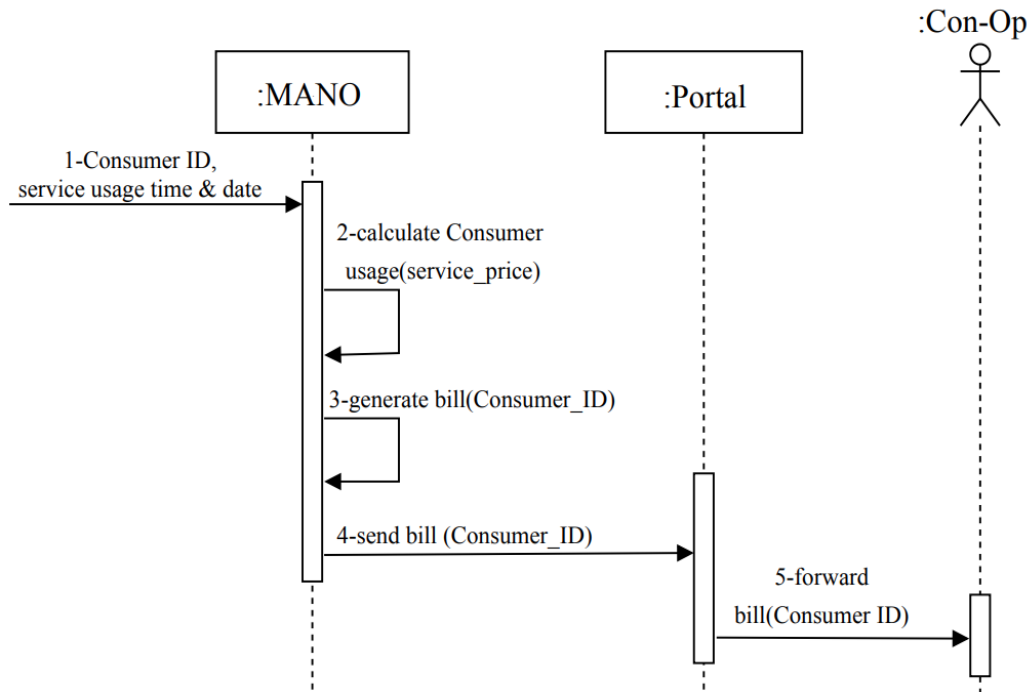 :Con-Op
:MANO
:Portal
1-Consumer ID,
service usage time & date
2-calculate Consumer
usage(service_price)
3-generate bill(Consumer_ID)
4-send bill (Consumer_ID)
5-forward
bill(Consumer ID)